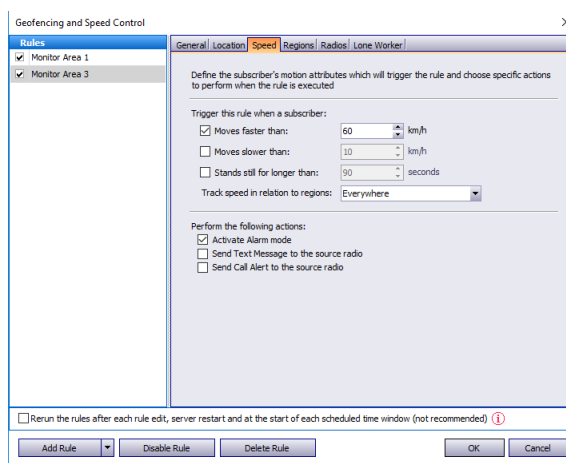 Geofencing and Speed Control
Rules
Monitor Area 1
Monitor Area 3
General Location Speed Regions Radios Lone Worker
Define the subscriber's motion attributes which will trigger the rule and choose specific actions
to perform when the rule is executed
Trigger this rule when a subscriber:
Moves faster than: 60 km/h
Moves slower than: 10 km/h
Stands still for longer than: 90 seconds
Track speed in relation to regions: Everywhere
Perform the following actions:
Activate Alarm mode
Send Text Message to the source radio
Send Call Alert to the source radio
Rerun the rules after each rule edit, server restart and at the start of each scheduled time window (not recommended) i
Add Rule Disable Rule Delete Rule OK Cancel